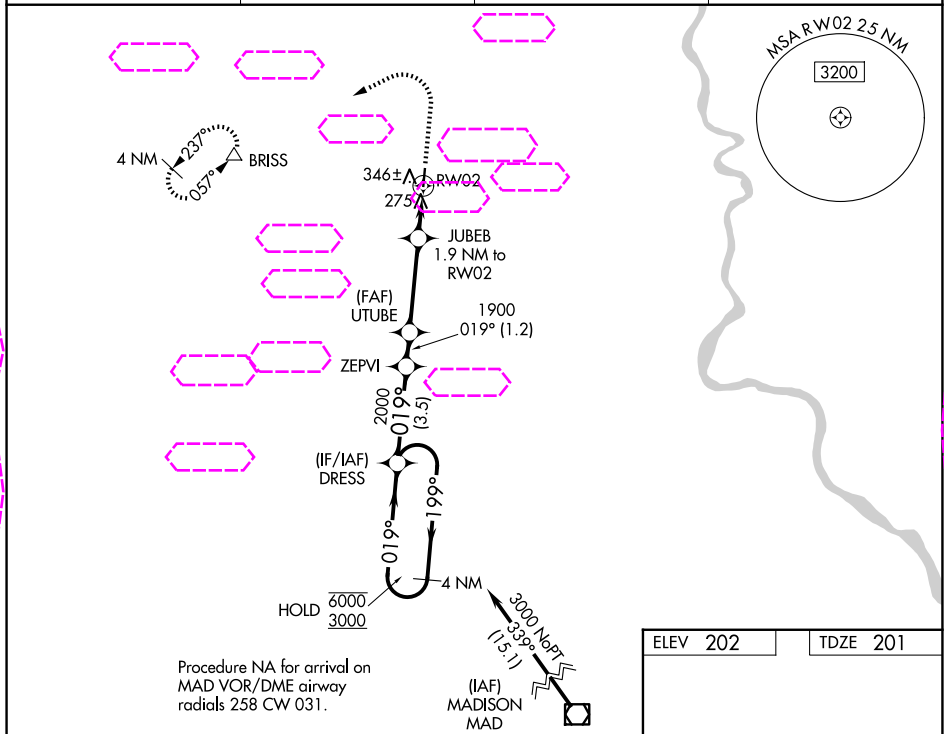 MSA RW02 25 NM
3200
4 NM
237°
057°
BRISS
346±
RW02
275
JUBEB
1.9 NM to
RW02
(FAF)
UTUBE
1900
019° (1.2)
ZEPVI
2000
019°
(3.5)
(IF/IAF)
DRESS
199°
019°
4 NM
HOLD
6000
3000
3000 NoPT
339°
(15.1)
(IAF)
MADISON
MAD
Procedure NA for arrival on
MAD VOR/DME airway
radials 258 CW 031.
ELEV 202
TDZE 201